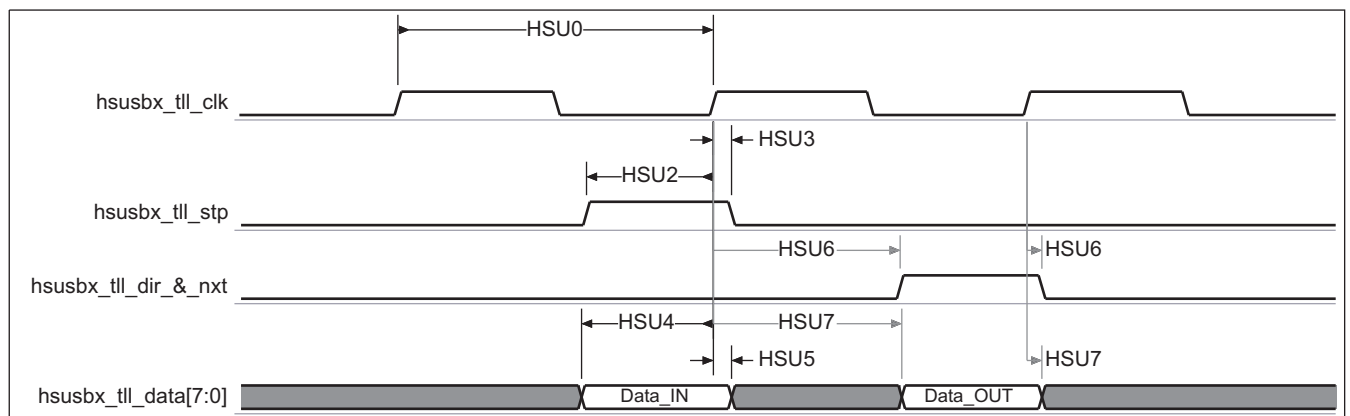 HSU0
hsusbx_tll_clk
HSU3
HSU2
hsusbx_tll_stp
HSU6
HSU6
hsusbx_tll_dir_&_nxt
HSU4
HSU7
HSU5
HSU7
hsusbx_tll_data[7:0]
Data_IN
Data_OUT